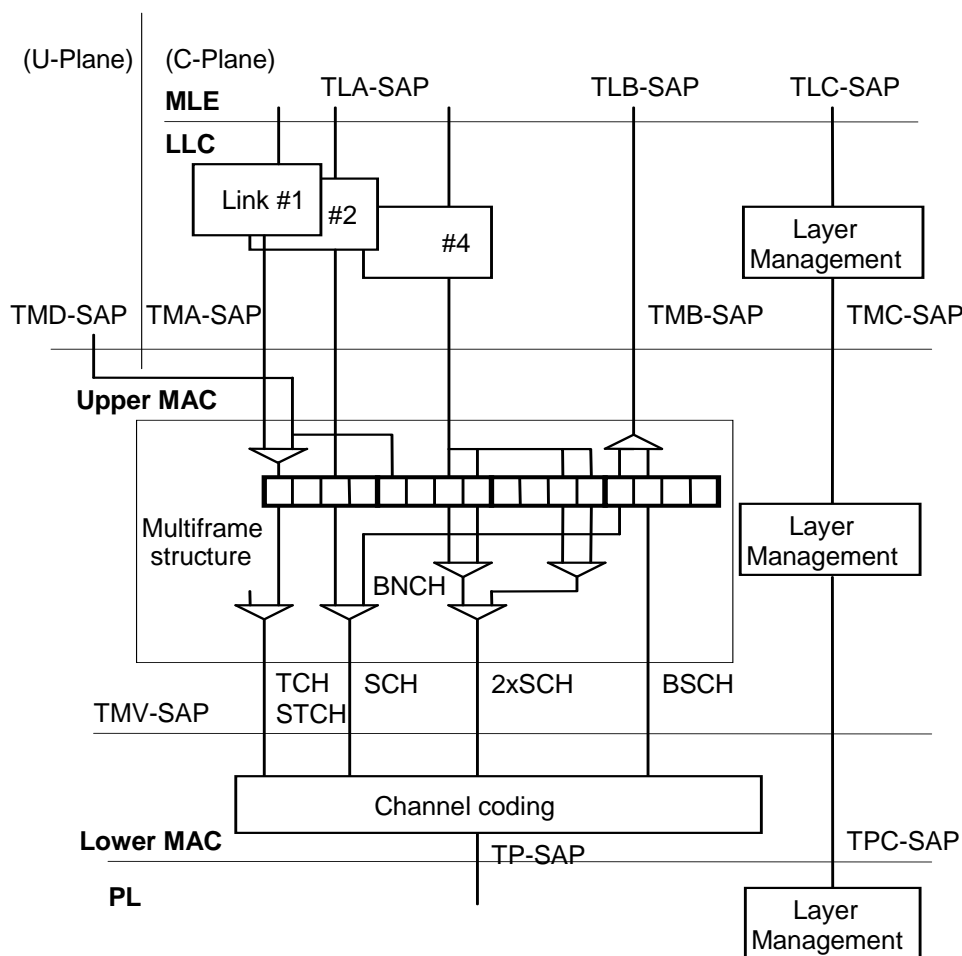 (U-Plane) (C-Plane)
TLA-SAP TLB-SAP TLC-SAP
MLE
LLC
Link #1
#2
#4
Layer
Management
TMD-SAP TMA-SAP TMB-SAP TMC-SAP
Upper MAC
Multiframe
structure
Layer
Management
BNCH
TCH SCH 2xSCH BSCH
STCH
TMV-SAP
Channel coding
Lower MAC TP-SAP TPC-SAP
PL
Layer
Management